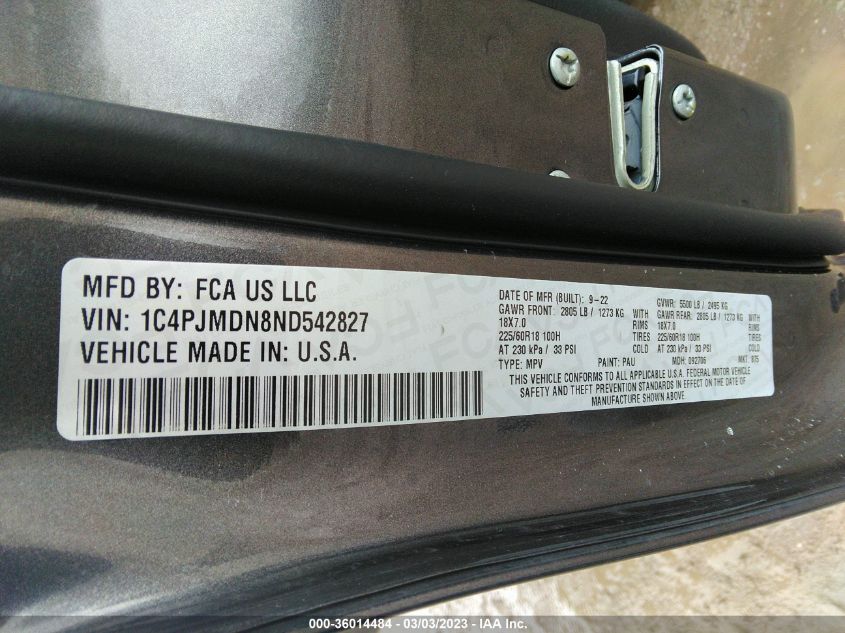 MFD BY: FCA US LLC
VIN: 1C4PJMDN8ND542827
VEHICLE MADE IN: U.S.A.
DATE OF MFR (BUILT): 9-22 GVWR: 5500 LB / 2495 KG
GAWR FRONT: 2805 LB / 1273 KG GAWR REAR: 2805 LB / 1273 KG
18X7.0 RIMS 18X7.0 RIMS
225/60R18 100H TIRES 225/60R18 100H TIRES
AT 230 kPa / 33 PSI COLD AT 230 kPa / 33 PSI COLD
TYPE: MPV PAINT: PAU MDH: 092706 MKT: 875
THIS VEHICLE CONFORMS TO ALL APPLICABLE U.S.A. FEDERAL MOTOR VEHICLE
SAFETY AND THEFT PREVENTION STANDARDS IN EFFECT ON THE DATE OF
MANUFACTURE SHOWN ABOVE.
000-36014484 - 03/03/2023 - IAA Inc.